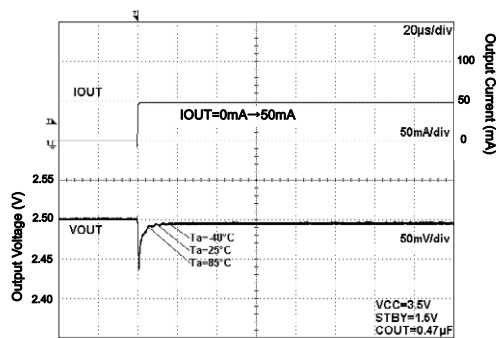 20µs/div
100
IOUT
50
IOUT=0mA→50mA
50mA/div
0
Output Current (mA)
2.55
2.50
VOUT
Ta=-40°C
50mV/div
Ta=25°C
2.45
Ta=85°C
2.40
Output Voltage (V)
VCC=3.5V
STBY=1.5V
COUT=0.47µF